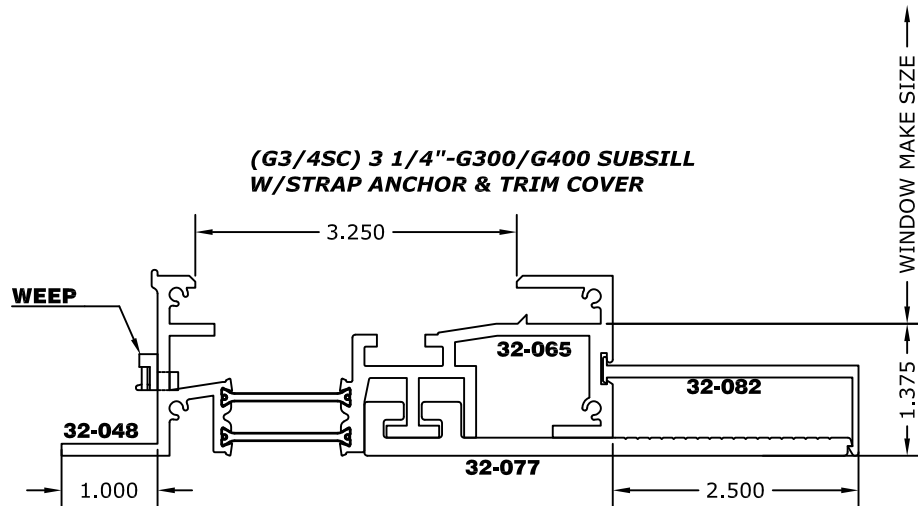 WINDOW MAKE SIZE
(G3/4SC) 3 1/4"-G300/G400 SUBSILL
W/STRAP ANCHOR & TRIM COVER
3.250
WEEP
32-065
32-082
1.375
32-048
32-077
1.000
2.500